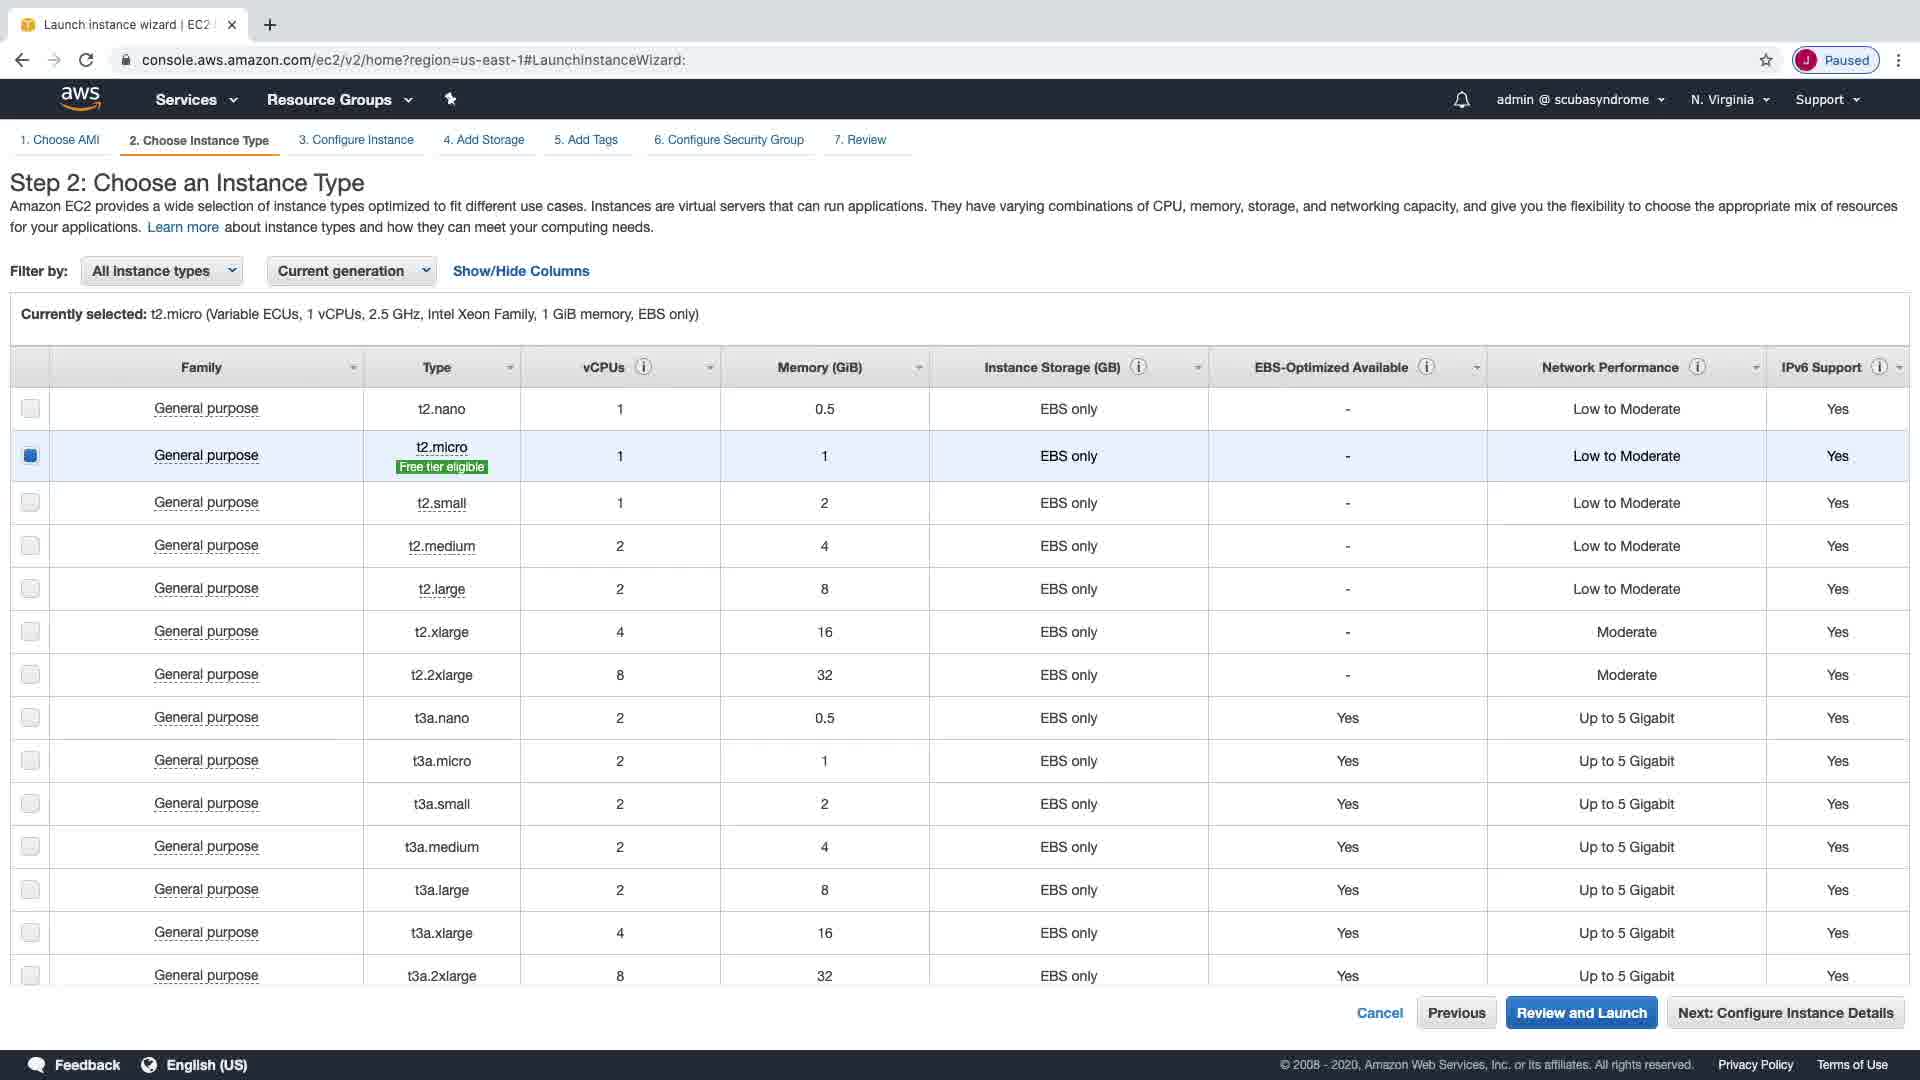 Launch instance wizard | EC2
console.aws.amazon.com/ec2/v2/home?region=us-east-1#LaunchInstanceWizard:
J Paused
aws Services Resource Groups admin @ scubasyndrome N. Virginia Support
1. Choose AMI 2. Choose Instance Type 3. Configure Instance 4. Add Storage 5. Add Tags 6. Configure Security Group 7. Review
Step 2: Choose an Instance Type
Amazon EC2 provides a wide selection of instance types optimized to fit different use cases. Instances are virtual servers that can run applications. They have varying combinations of CPU, memory, storage, and networking capacity, and give you the flexibility to choose the appropriate mix of resources
for your applications. Learn more about instance types and how they can meet your computing needs.
Filter by: All instance types Current generation Show/Hide Columns
Currently selected: t2.micro (Variable ECUs, 1 vCPUs, 2.5 GHz, Intel Xeon Family, 1 GiB memory, EBS only)
Family Type vCPUs i Memory (GiB) Instance Storage (GB) i EBS-Optimized Available i Network Performance i IPv6 Support i
General purpose t2.nano 1 0.5 EBS only - Low to Moderate Yes
General purpose t2.micro 1 1 EBS only - Low to Moderate Yes
Free tier eligible
General purpose t2.small 1 2 EBS only - Low to Moderate Yes
General purpose t2.medium 2 4 EBS only - Low to Moderate Yes
General purpose t2.large 2 8 EBS only - Low to Moderate Yes
General purpose t2.xlarge 4 16 EBS only - Moderate Yes
General purpose t2.2xlarge 8 32 EBS only - Moderate Yes
General purpose t3a.nano 2 0.5 EBS only Yes Up to 5 Gigabit Yes
General purpose t3a.micro 2 1 EBS only Yes Up to 5 Gigabit Yes
General purpose t3a.small 2 2 EBS only Yes Up to 5 Gigabit Yes
General purpose t3a.medium 2 4 EBS only Yes Up to 5 Gigabit Yes
General purpose t3a.large 2 8 EBS only Yes Up to 5 Gigabit Yes
General purpose t3a.xlarge 4 16 EBS only Yes Up to 5 Gigabit Yes
General purpose t3a.2xlarge 8 32 EBS only Yes Up to 5 Gigabit Yes
Cancel Previous Review and Launch Next: Configure Instance Details
Feedback English (US) © 2008 - 2020, Amazon Web Services, Inc. or its affiliates. All rights reserved. Privacy Policy Terms of Use